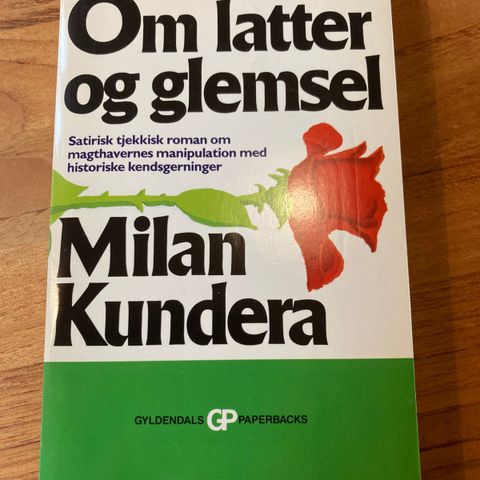 Om latter
og glemsel
Satirisk tjekkisk roman om
magthavernes manipulation med
historiske kendsgerninger
Milan
Kundera
GYLDENDALS GP PAPERBACKS